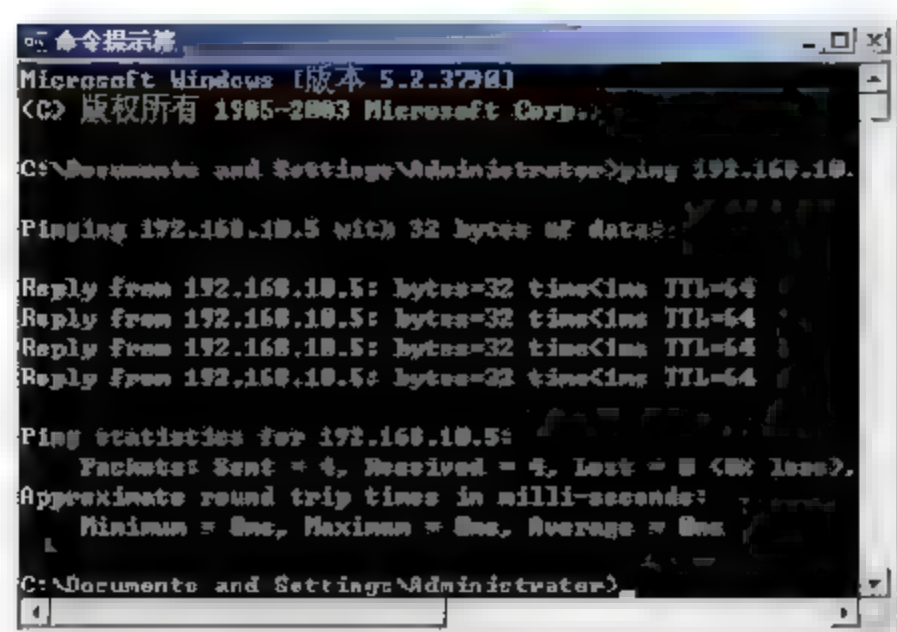 命令提示符
Microsoft Windows [版本 5.2.3790]
(C) 版权所有 1985-2003 Microsoft Corp.
C:\Documents and Settings\Administrator>ping 192.168.10.
Pinging 192.168.10.5 with 32 bytes of data:
Reply from 192.168.10.5: bytes=32 time<1ms TTL=64
Reply from 192.168.10.5: bytes=32 time<1ms TTL=64
Reply from 192.168.10.5: bytes=32 time<1ms TTL=64
Reply from 192.168.10.5: bytes=32 time<1ms TTL=64
Ping statistics for 192.168.10.5:
Packets: Sent = 4, Received = 4, Lost = 0 (0% loss),
Approximate round trip times in milli-seconds:
Minimum = 0ms, Maximum = 0ms, Average = 0ms
C:\Documents and Settings\Administrator>